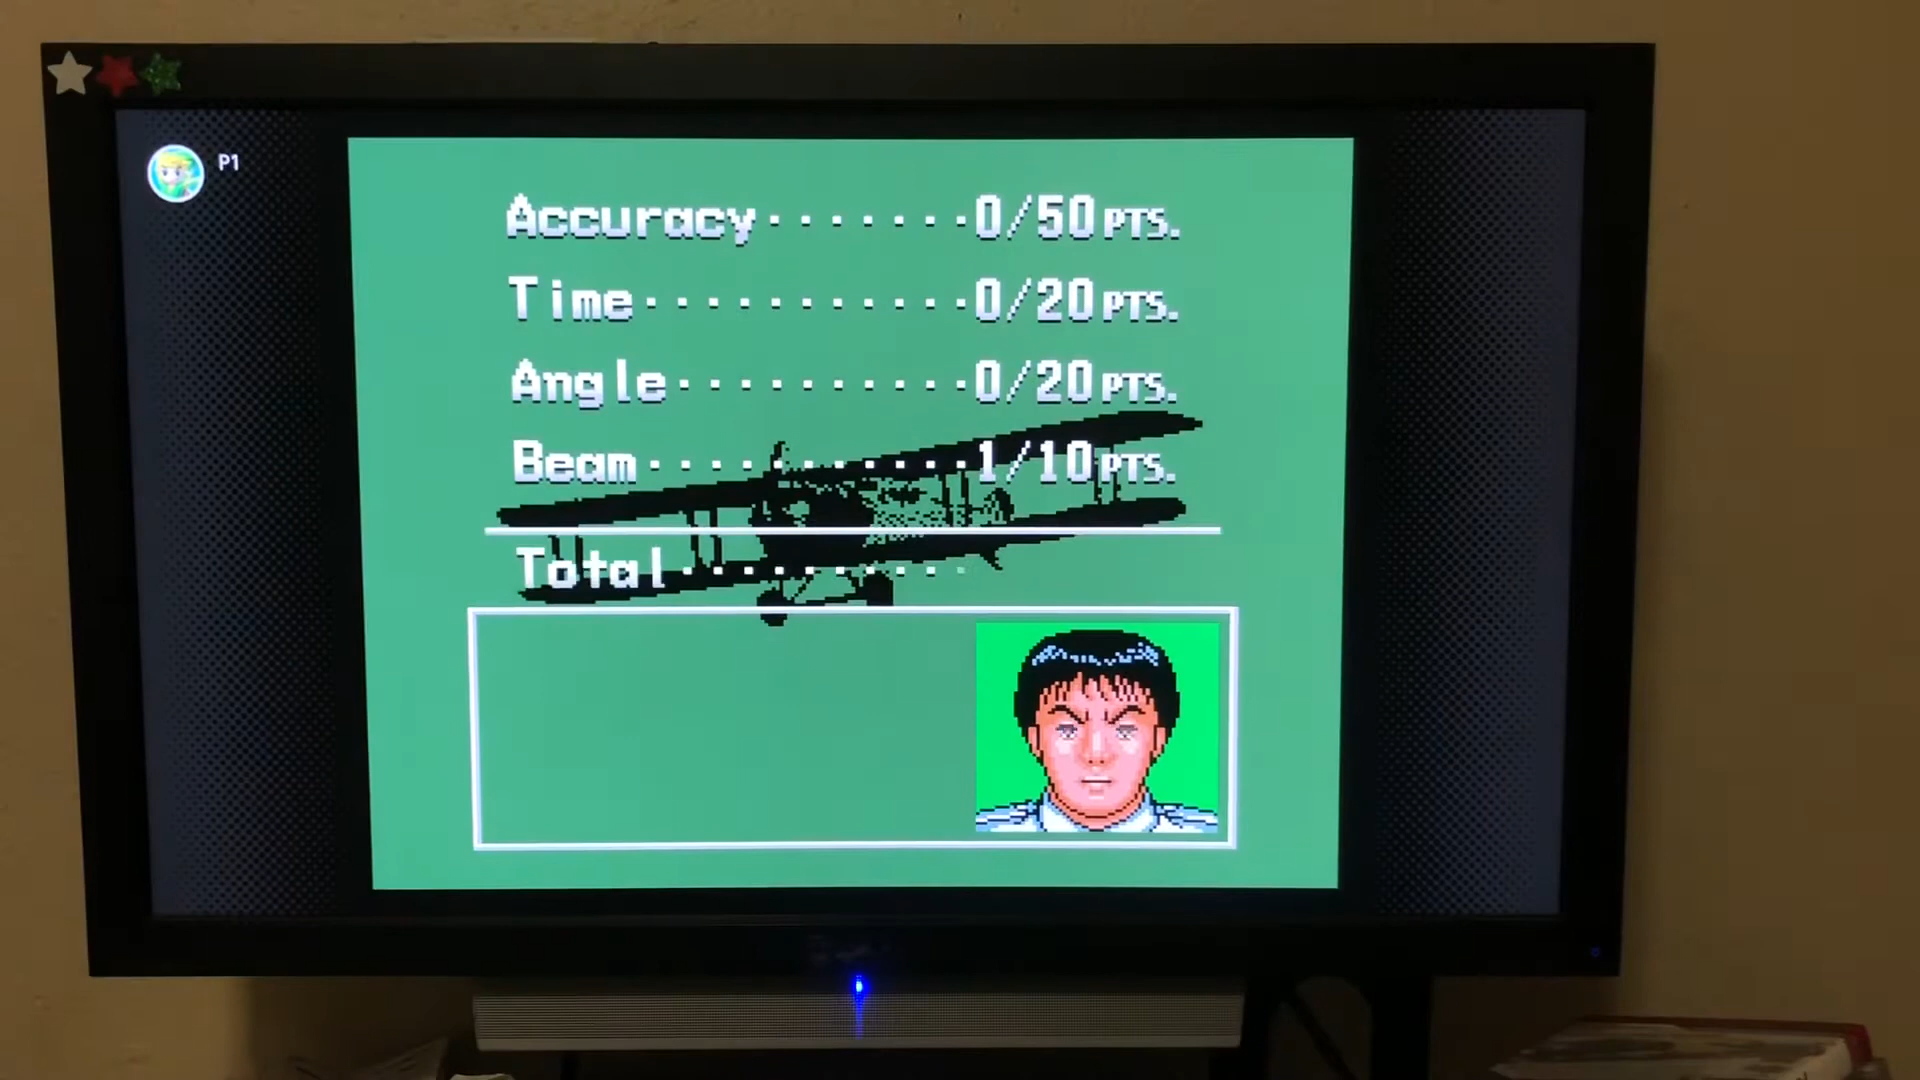 P1
Accuracy.......0/50PTS.
Time...........0/20PTS.
Angle..........0/20PTS.
Beam...........1/10PTS.
Total..........